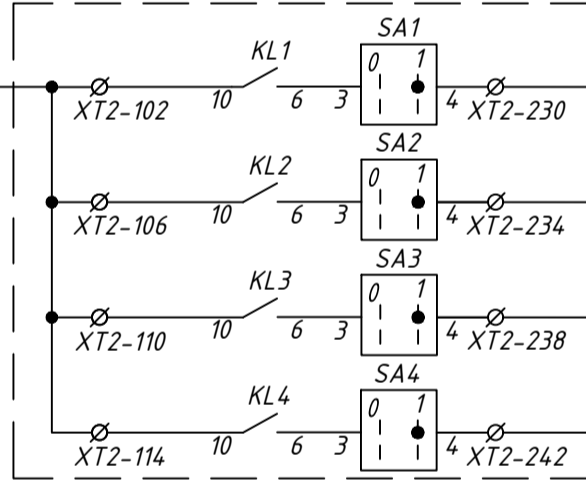 SA1
KL1
0 1
10 6 3 4
XT2-102 XT2-230
SA2
KL2
0 1
10 6 3 4
XT2-106 XT2-234
SA3
KL3
0 1
10 6 3 4
XT2-110 XT2-238
SA4
KL4
0 1
10 6 3 4
XT2-114 XT2-242